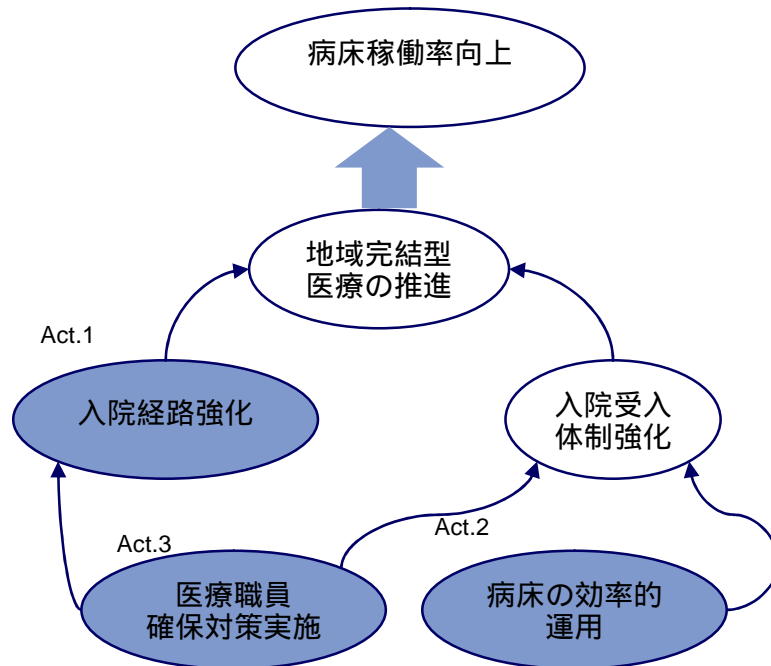 病床稼働率向上
地域完結型
医療の推進
Act.1
入院経路強化
入院受入
体制強化
Act.3
Act.2
医療職員
確保対策実施
病床の効率的
運用